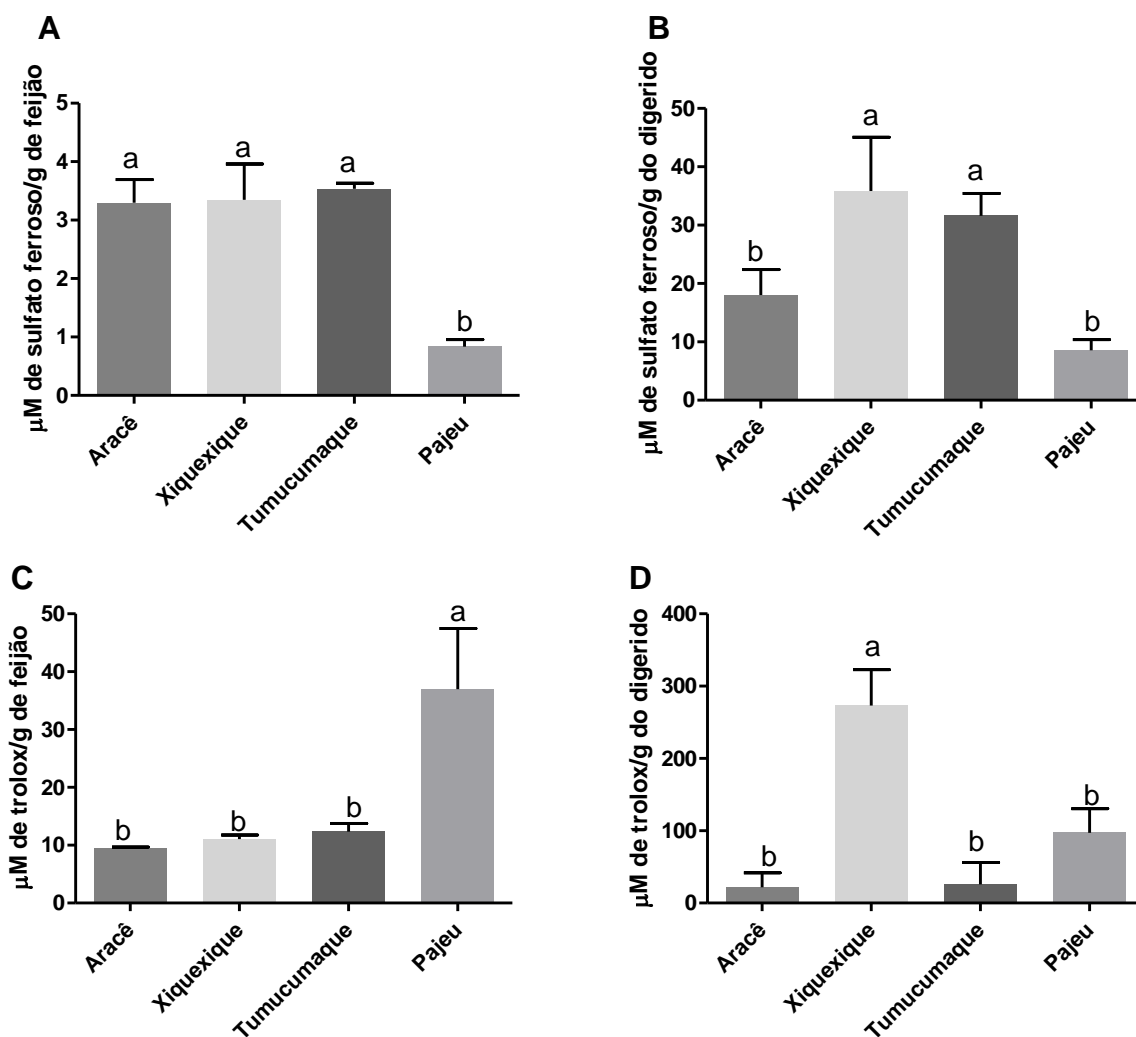 A
µM de sulfato ferroso/g de feijão
5
4
3
2
1
0
a
a
a
b
Aracê
Xiquexique
Tumucumaque
Pajeu
B
µM de sulfato ferroso/g do digerido
50
40
30
20
10
0
b
a
a
b
Aracê
Xiquexique
Tumucumaque
Pajeu
C
µM de trolox/g de feijão
50
40
30
20
10
0
b
b
b
a
Aracê
Xiquexique
Tumucumaque
Pajeu
D
µM de trolox/g do digerido
400
300
200
100
0
b
a
b
b
Aracê
Xiquexique
Tumucumaque
Pajeu